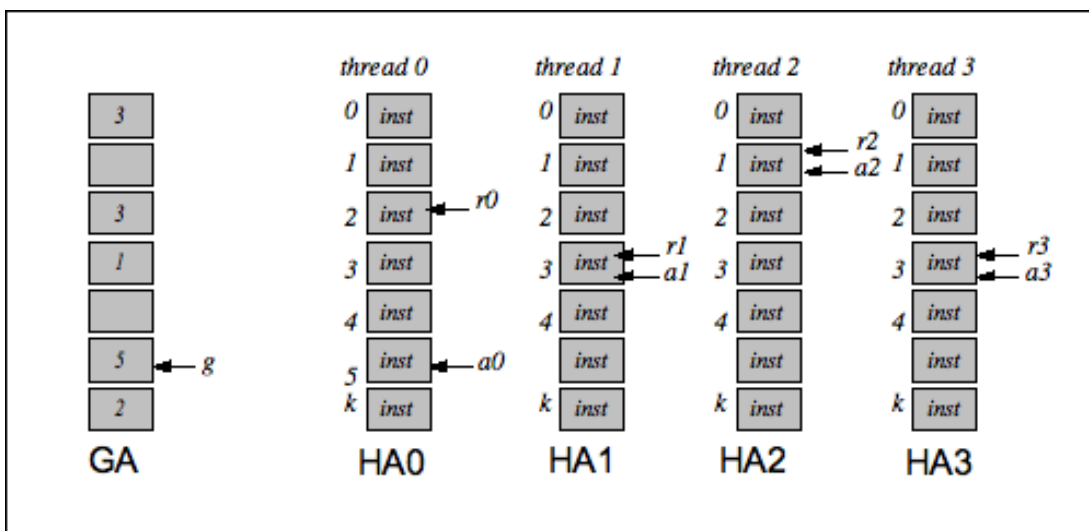 thread 0 thread 1 thread 2 thread 3
3 0 inst 0 inst 0 inst 0 inst
1 inst 1 inst 1 inst r2 a2 1 inst
3 2 inst r0 2 inst 2 inst 2 inst
1 3 inst 3 inst r1 a1 3 inst 3 inst r3 a3
4 inst 4 inst 4 inst inst
5 g 5 inst a0 inst inst inst
2 k inst k inst k inst k inst
GA HA0 HA1 HA2 HA3